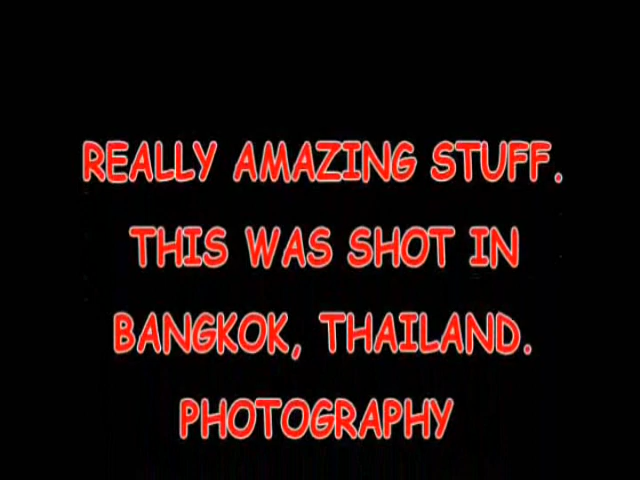 REALLY AMAZING STUFF.
THIS WAS SHOT IN
BANGKOK, THAILAND.
PHOTOGRAPHY